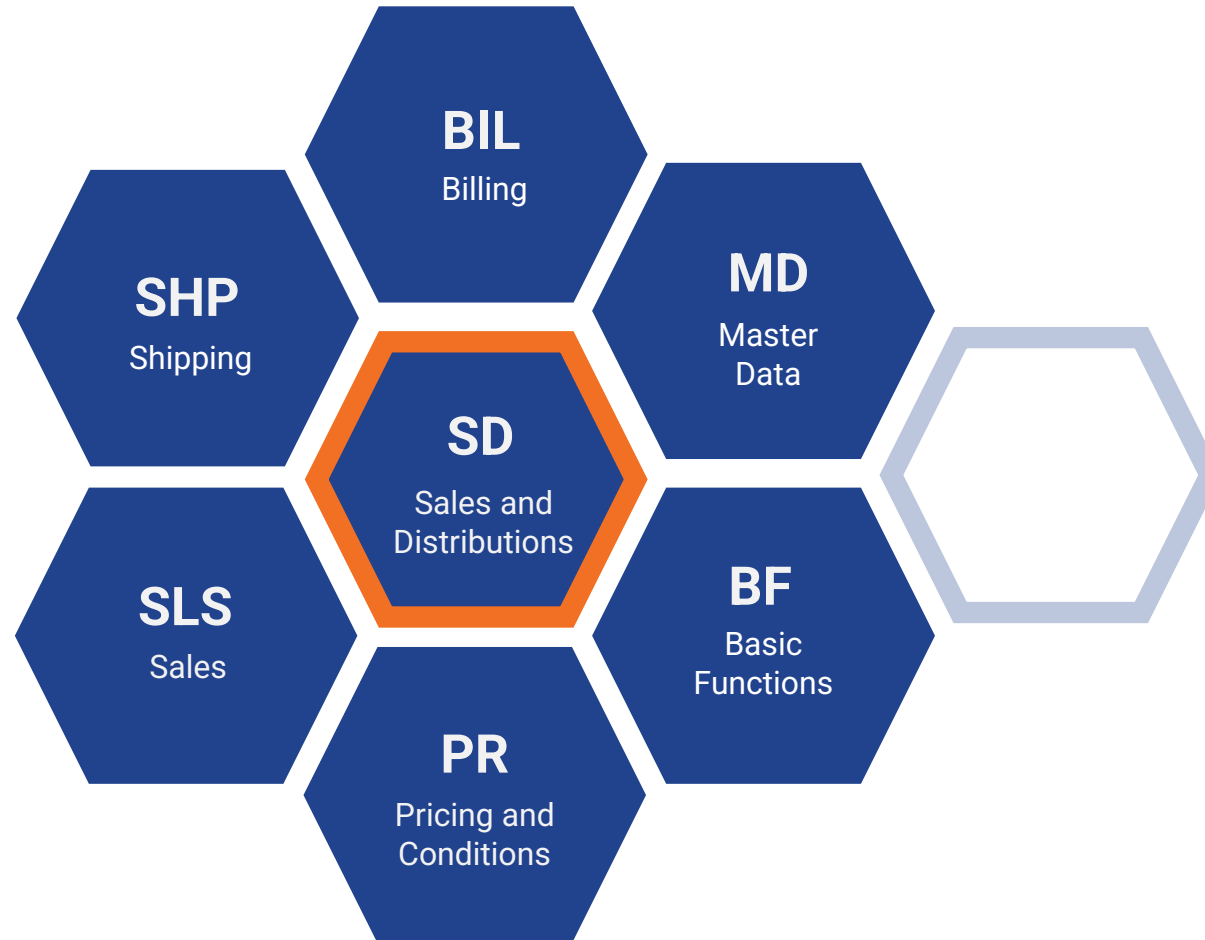 BIL
Billing
SHP
Shipping
MD
Master
Data
SD
Sales and
Distributions
SLS
Sales
BF
Basic
Functions
PR
Pricing and
Conditions